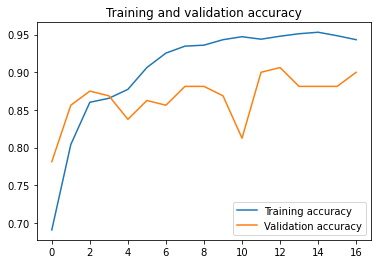 Training and validation accuracy
0.95
0.90
0.85
0.80
0.75
0.70
Training accuracy
Validation accuracy
0 2 4 6 8 10 12 14 16